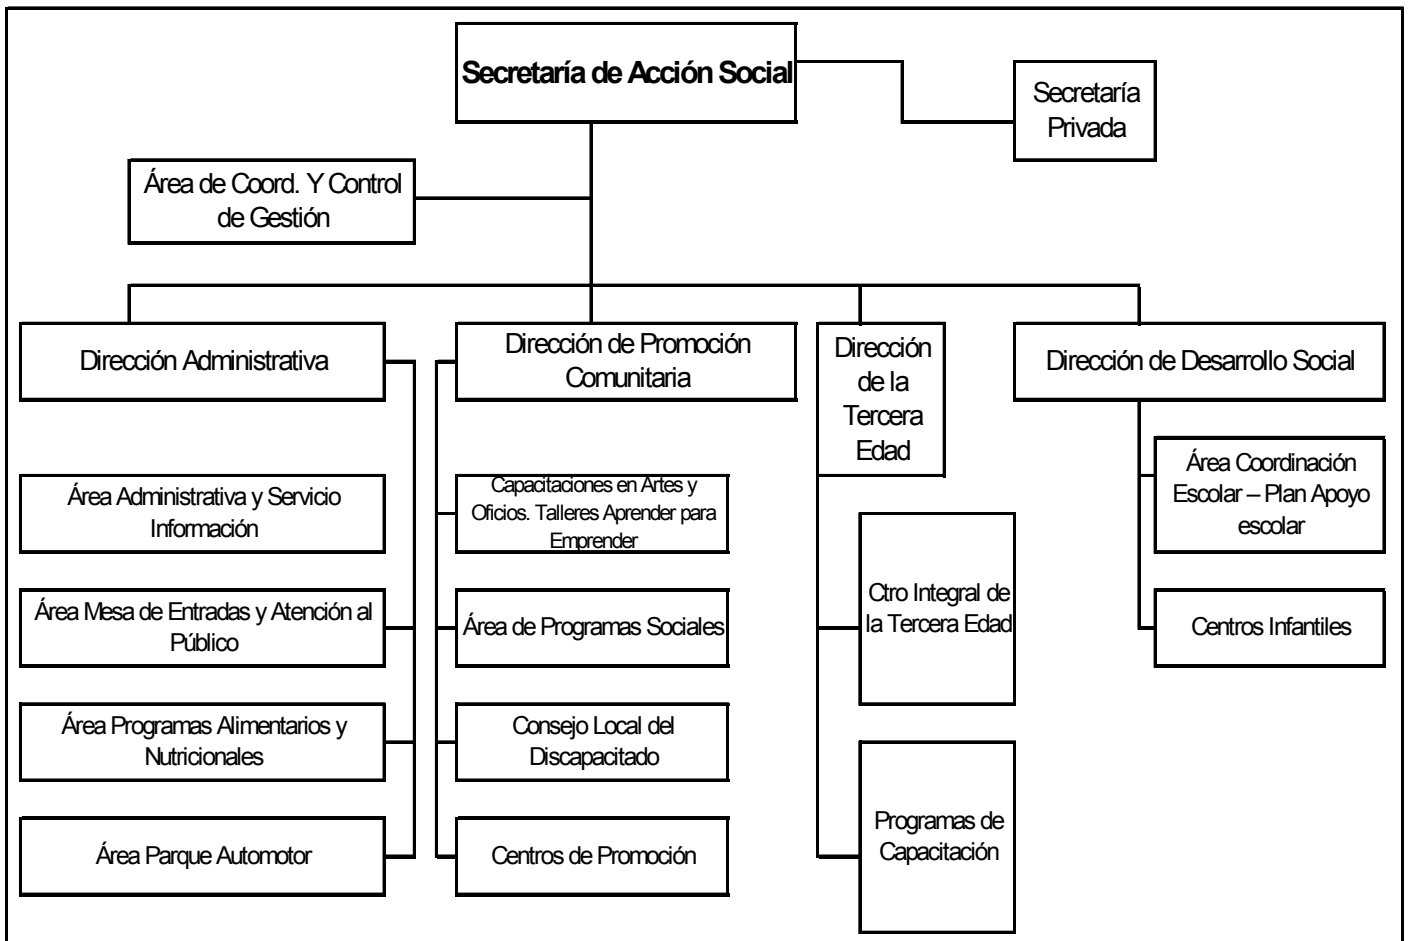 Secretaría de Acción Social
Secretaría
Privada
Área de Coord. Y Control
de Gestión
Dirección Administrativa
Dirección de Promoción
Comunitaria
Dirección
de la
Tercera
Edad
Dirección de Desarrollo Social
Área Administrativa y Servicio
Información
Capacitaciones en Artes y
Oficios. Talleres Aprender para
Emprender
Área Coordinación
Escolar – Plan Apoyo
escolar
Área Mesa de Entradas y Atención al
Público
Área de Programas Sociales
Ctro Integral de
la Tercera Edad
Centros Infantiles
Área Programas Alimentarios y
Nutricionales
Consejo Local del
Discapacitado
Área Parque Automotor
Centros de Promoción
Programas de
Capacitación